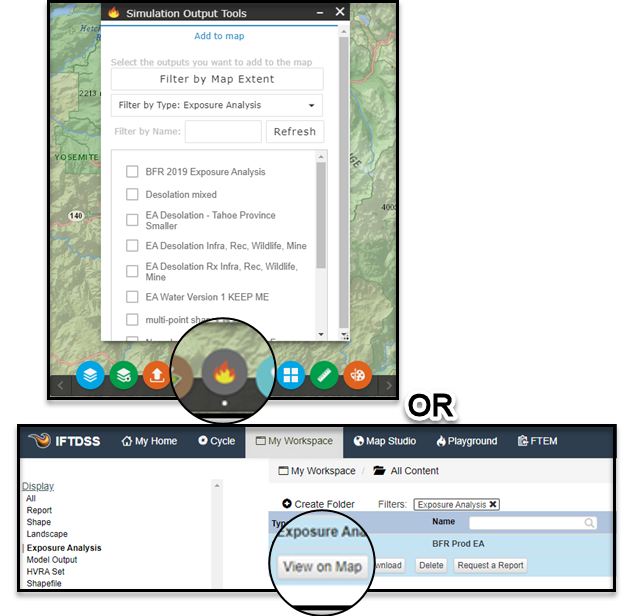 Simulation Output Tools
Add to map
Select the outputs you want to add to the map
Filter by Map Extent
Filter by Type: Exposure Analysis
Filter by Name:
Refresh
2213
YOSEMITE
140
BFR 2019 Exposure Analysis
Desolation mixed
EA Desolation - Tahoe Province
Smaller
EA Desolation Infra, Rec, Wildlife, Mine
EA Desolation Rx Infra, Rec, Wildlife,
Mine
EA Water Version 1 KEEP ME
multi-point
OR
IFTDSS My Home Cycle My Workspace Map Studio Playground FTEM
My Workspace / All Content
Display
All
Report
Shape
Landscape
Exposure Analysis
Model Output
HVRA Set
Shapefile
Create Folder Filters: Exposure Analysis
Name
Exposure Ana
BFR Prod EA
View on Map wnload Delete Request a Report